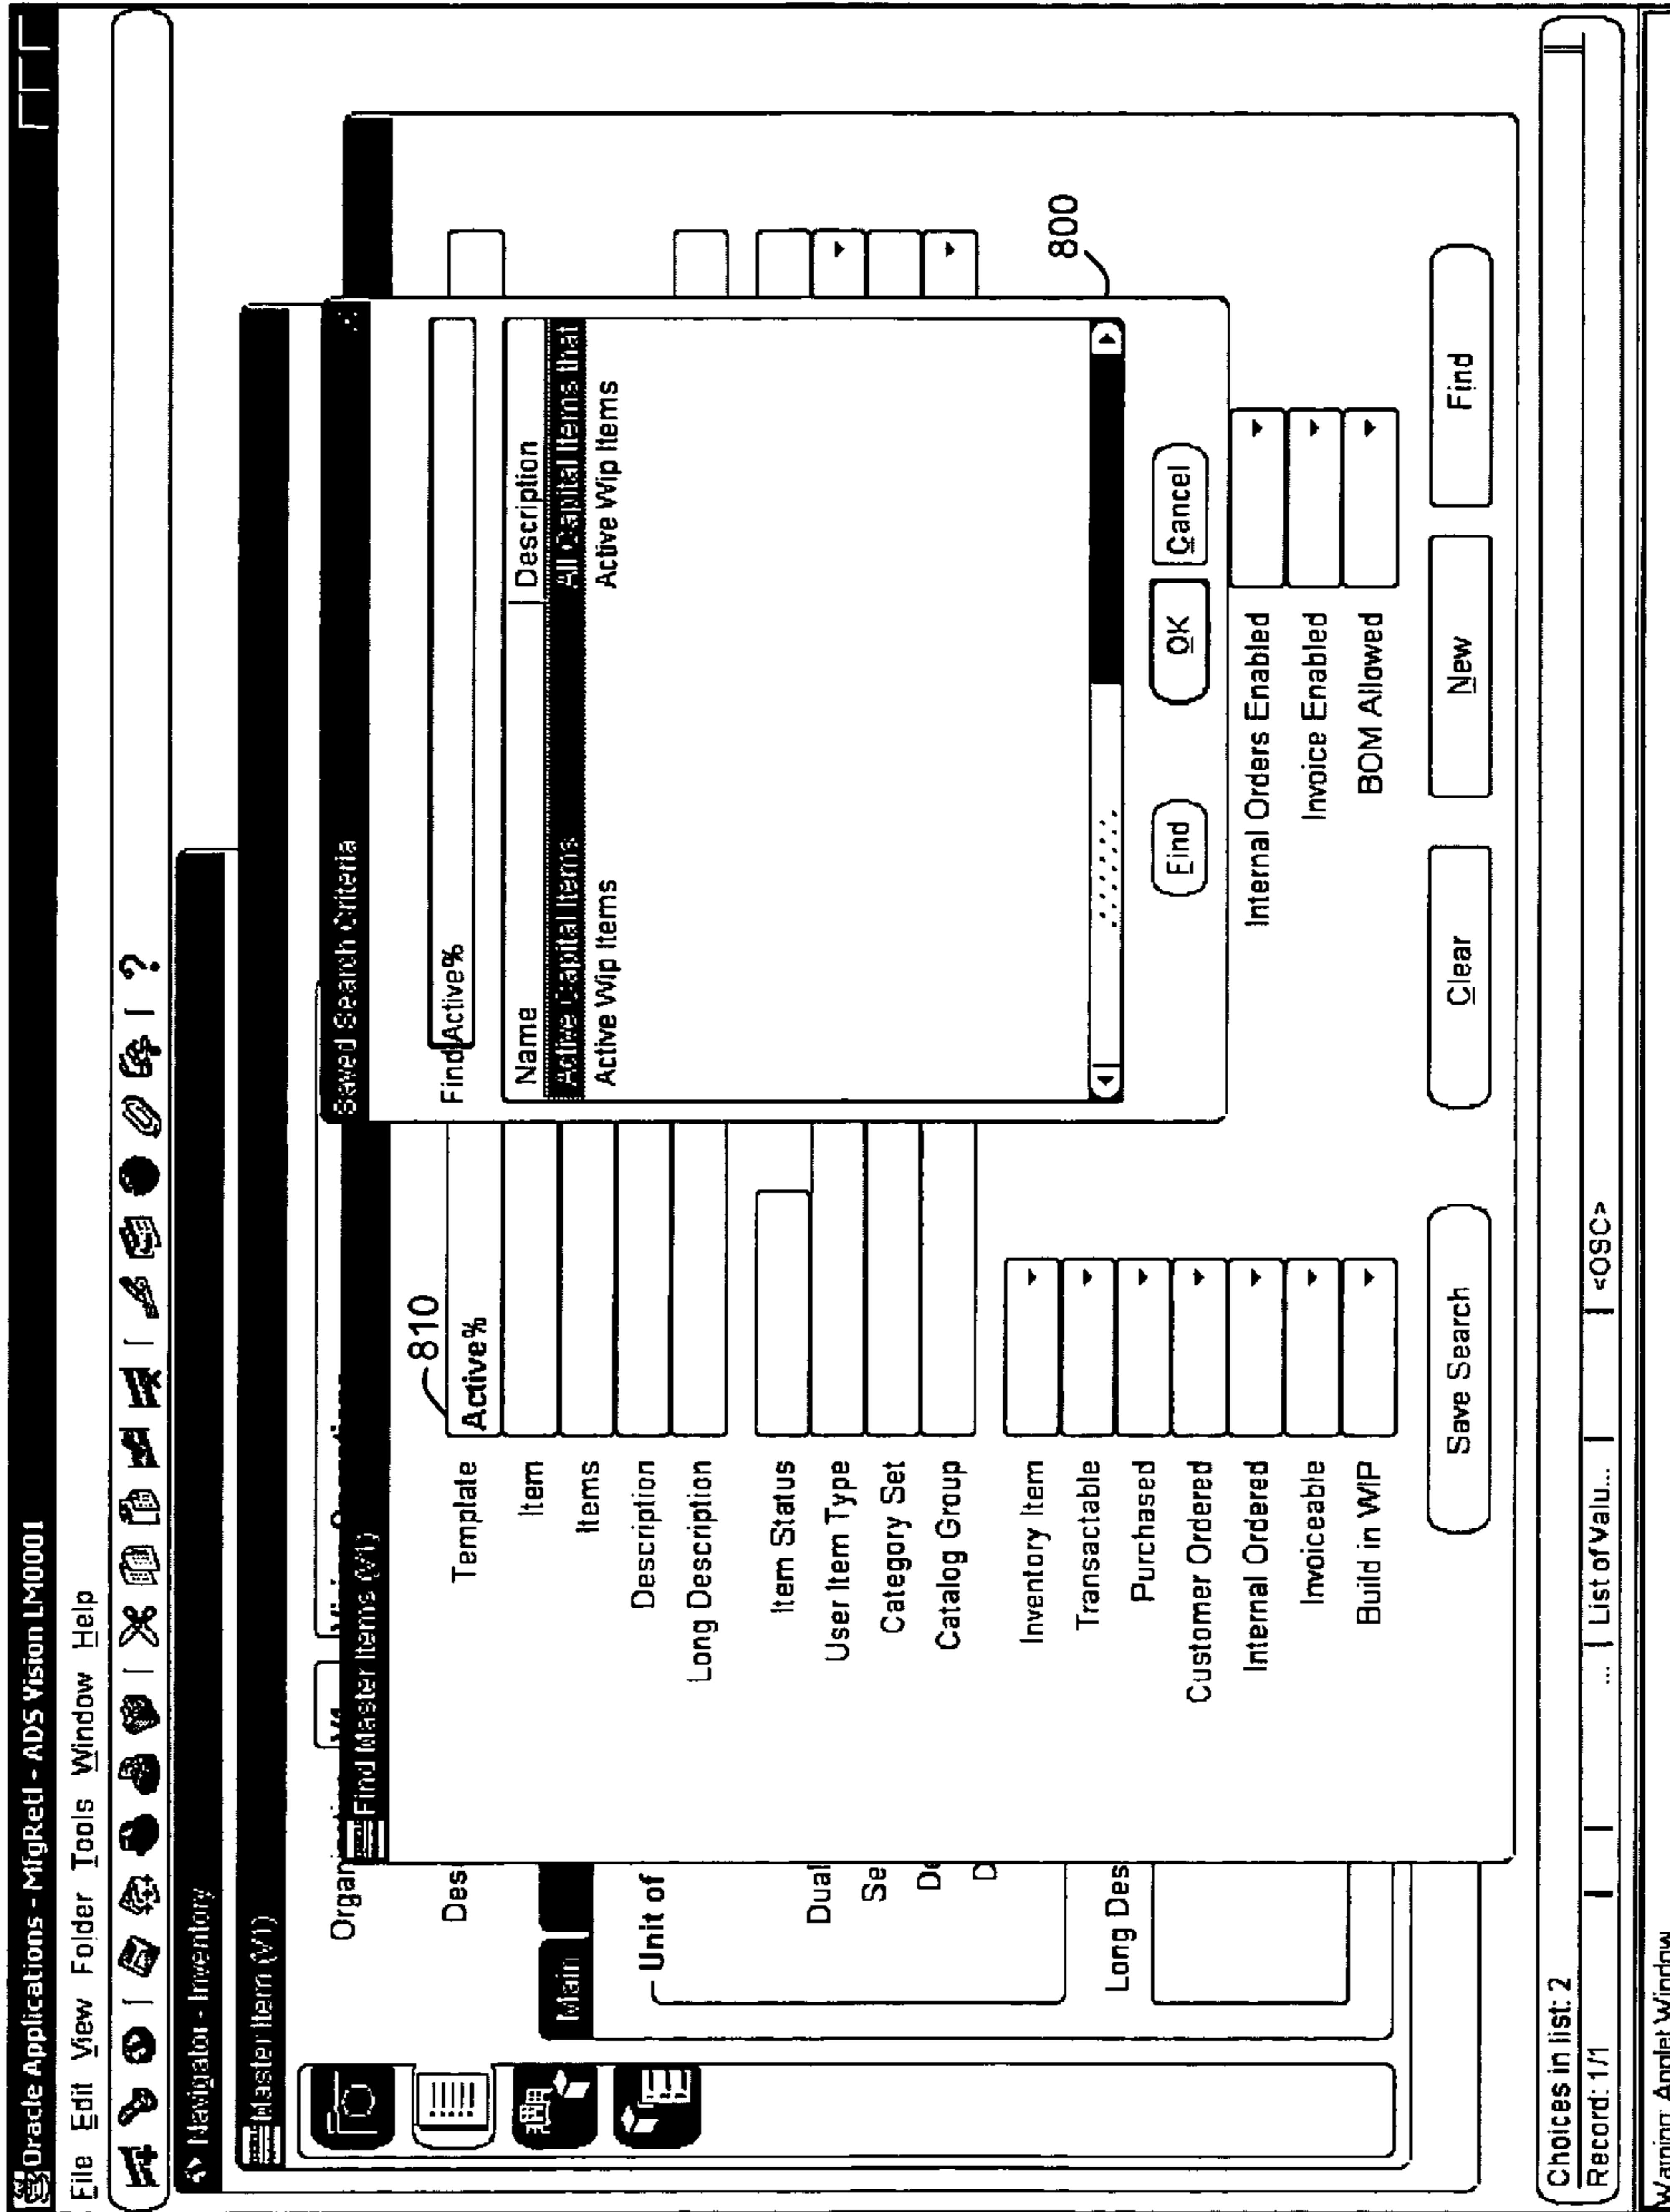 Oracle Applications - MfgRetl - ADS Vision LM0001
File Edit View Folder Tools Window Help
Navigator - Inventory
Master Item (V1)
Organi
V1
Find Master Items (V1)
Des
Main
Unit of
Dual
Se
De
D
Long Des
810
Template Active%
Item
Items
Description
Long Description
Item Status
User Item Type
Category Set
Catalog Group
Inventory Item
Transactable
Purchased
Customer Ordered
Internal Ordered
Invoiceable
Build in WIP
Saved Search Criteria
Find Active%
Name Description
Active Capital Items All Capital Items that
Active Wip Items Active Wip Items
800
Find OK Cancel
Internal Orders Enabled
Invoice Enabled
BOM Allowed
Save Search Clear New Find
Choices in list: 2
Record: 1/1 ... List of Valu... <OSC>
Warning: Applet Window